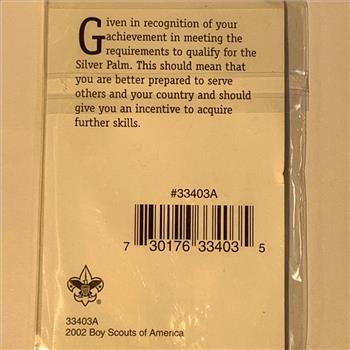 Given in recognition of your
achievement in meeting the
requirements to qualify for the
Silver Palm. This should mean that
you are better prepared to serve
others and your country and should
give you an incentive to acquire
further skills.
#33403A
7 30176 33403 5
®
33403A
2002 Boy Scouts of America